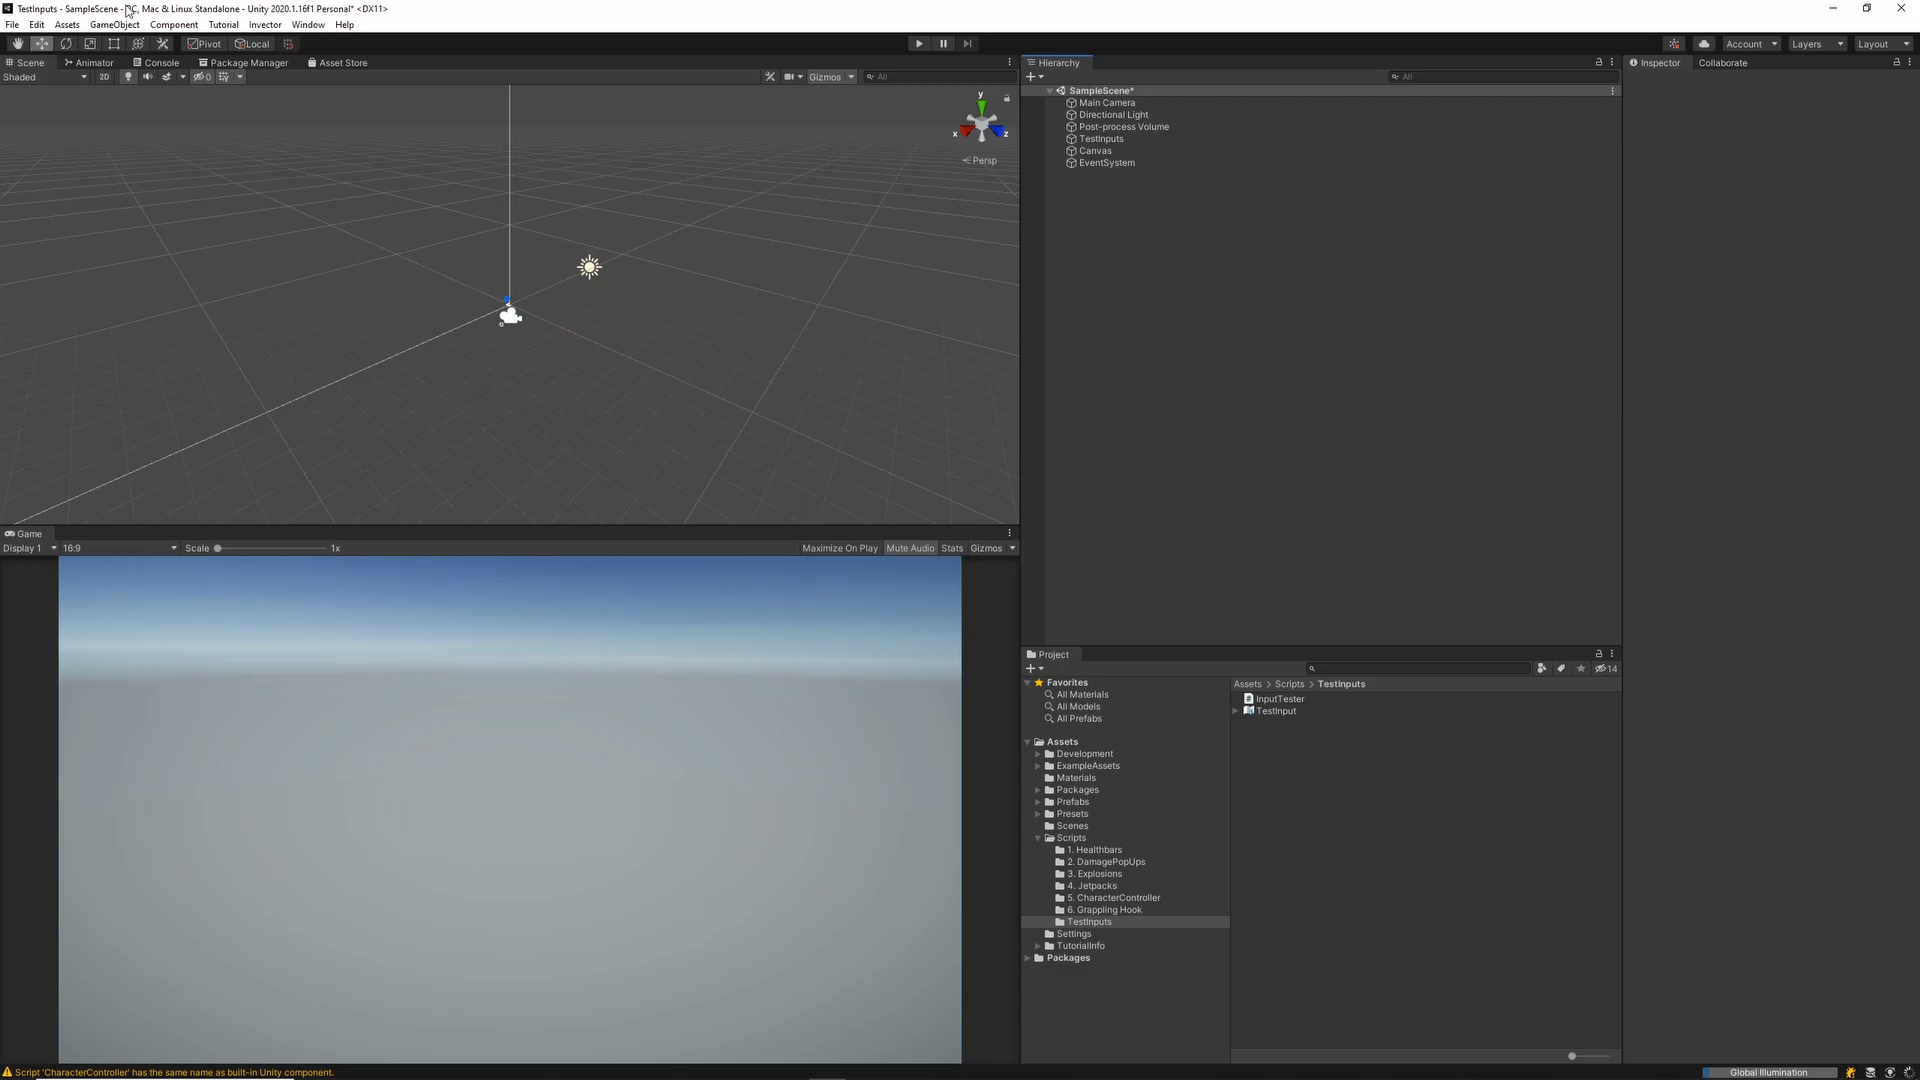 TestInputs - SampleScene - PC, Mac & Linux Standalone - Unity 2020.1.16f1 Personal* <DX11>
File Edit Assets GameObject Component Tutorial Invector Window Help
Pivot Local Account Layers Layout
Scene Animator Console Package Manager Asset Store
Shaded 2D 0 Gizmos All
y
x z
Persp
Game
Display 1 16:9 Scale 1x Maximize On Play Mute Audio Stats Gizmos
Hierarchy
All
SampleScene*
Main Camera
Directional Light
Post-process Volume
TestInputs
Canvas
EventSystem
Project
14
Favorites
All Materials
All Models
All Prefabs
Assets
Development
ExampleAssets
Materials
Packages
Prefabs
Presets
Scenes
Scripts
1. Healthbars
2. DamagePopUps
3. Explosions
4. Jetpacks
5. CharacterController
6. Grappling Hook
TestInputs
Settings
TutorialInfo
Packages
Assets > Scripts > TestInputs
InputTester
TestInput
Inspector Collaborate
Script 'CharacterController' has the same name as built-in Unity component.
Global Illumination